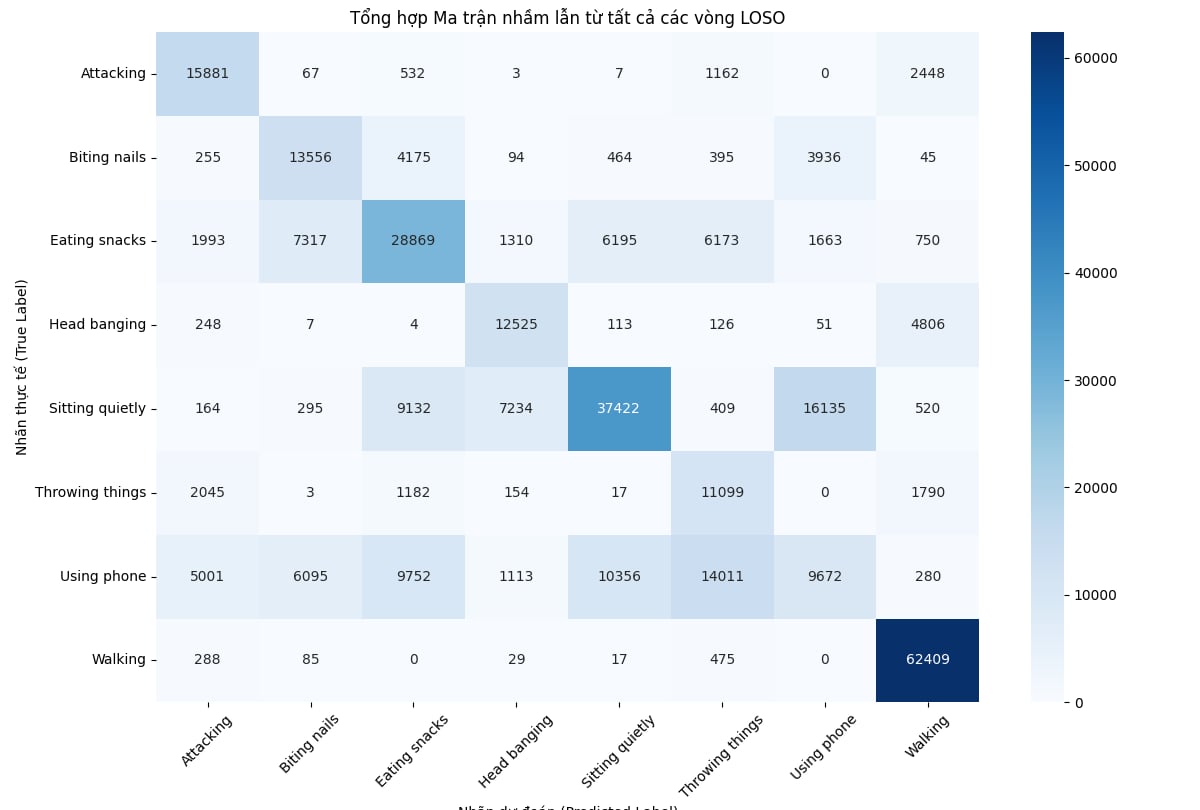 Tổng hợp Ma trận nhầm lẫn từ tất cả các vòng LOSO
Nhãn thực tế (True Label)
Attacking 15881 67 532 3 7 1162 0 2448
Biting nails 255 13556 4175 94 464 395 3936 45
Eating snacks 1993 7317 28869 1310 6195 6173 1663 750
Head banging 248 7 4 12525 113 126 51 4806
Sitting quietly 164 295 9132 7234 37422 409 16135 520
Throwing things 2045 3 1182 154 17 11099 0 1790
Using phone 5001 6095 9752 1113 10356 14011 9672 280
Walking 288 85 0 29 17 475 0 62409
Attacking Biting nails Eating snacks Head banging Sitting quietly Throwing things Using phone Walking
Nhãn dự đoán (Predicted Label)
60000
50000
40000
30000
20000
10000
0